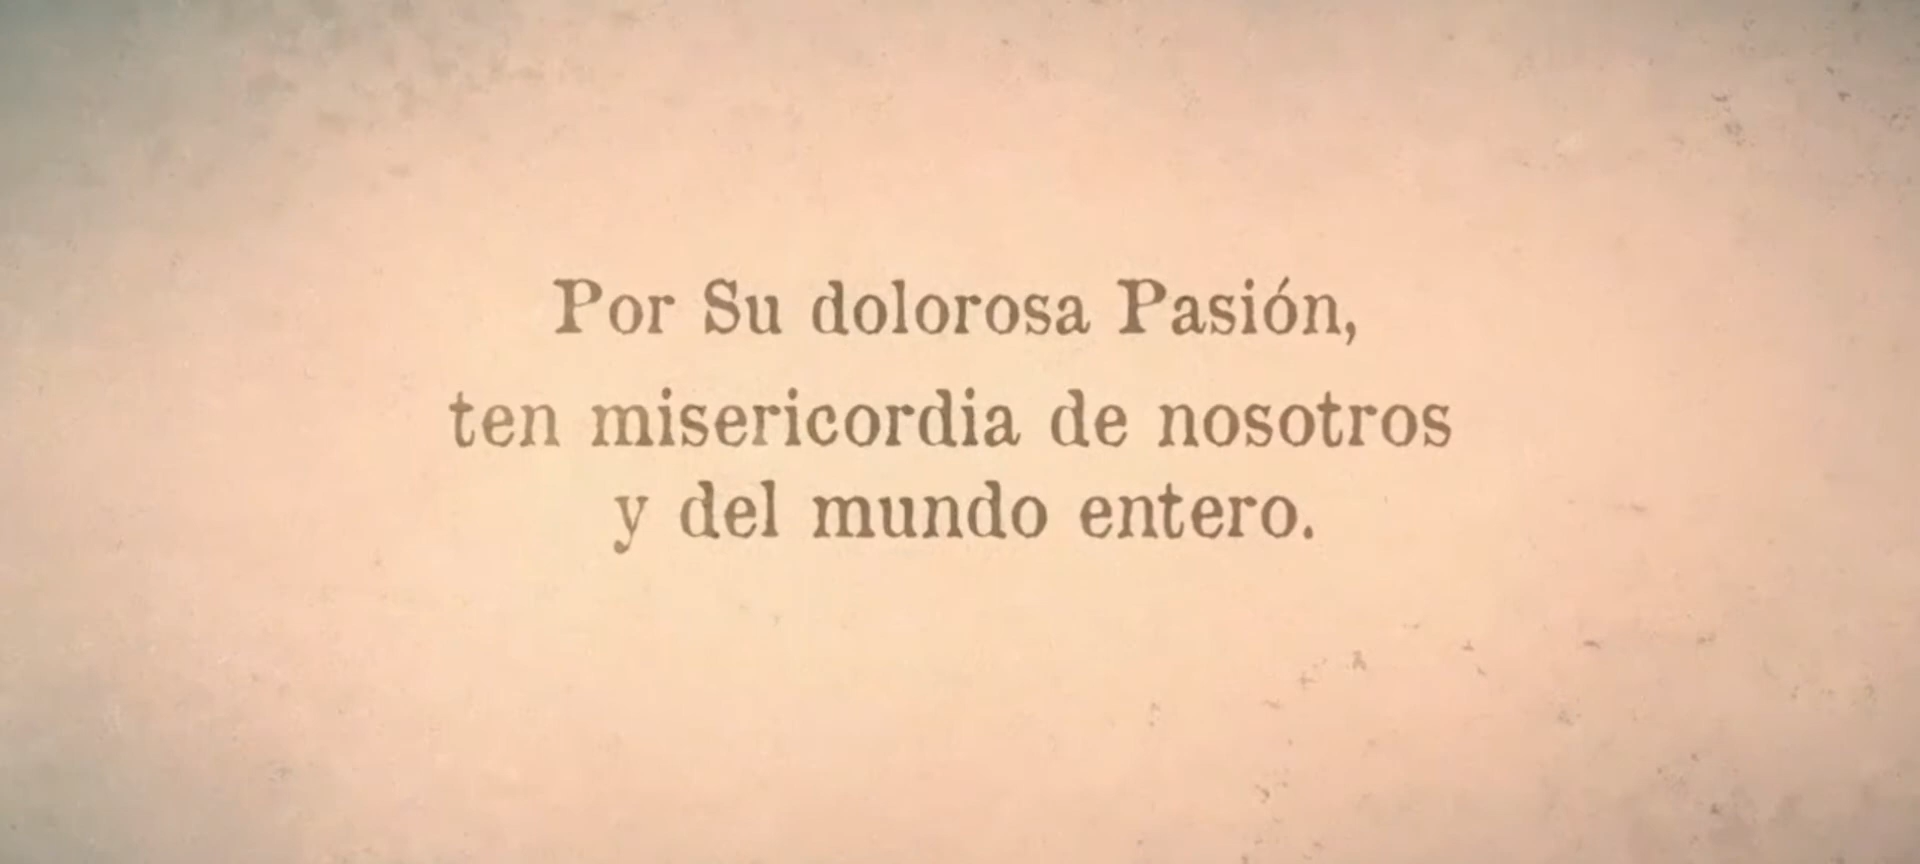 Por Su dolorosa Pasión,
ten misericordia de nosotros
y del mundo entero.